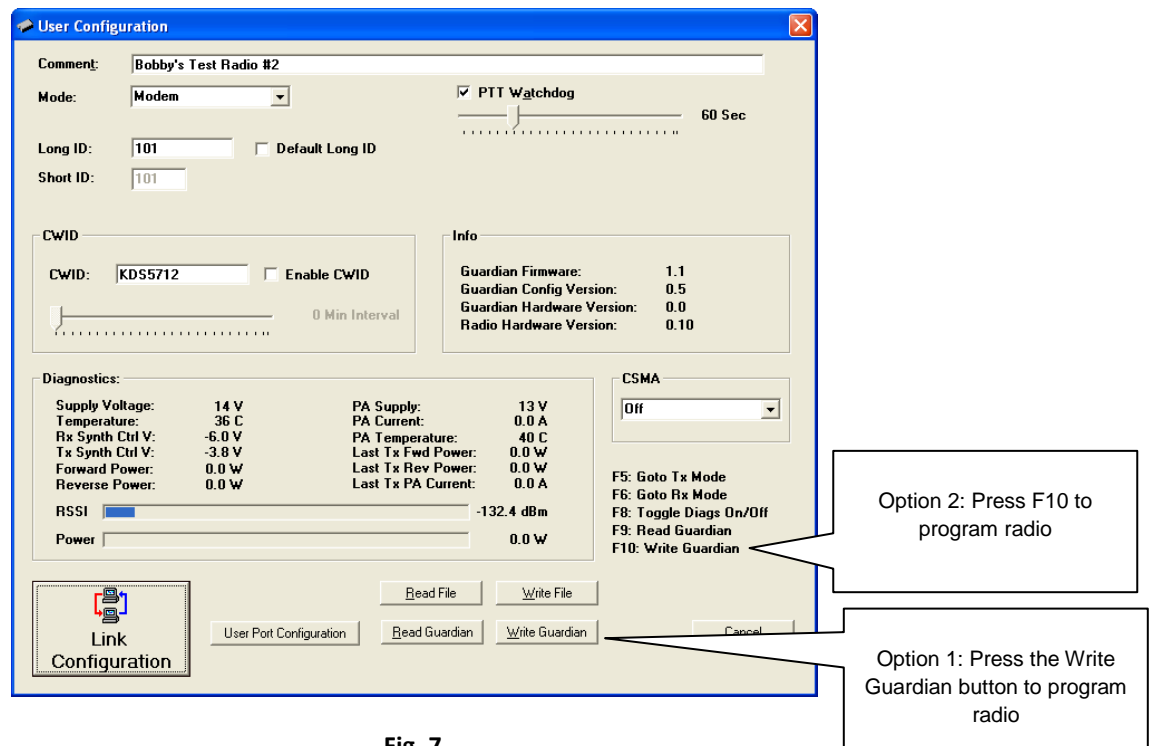 User Configuration
Comment: Bobby's Test Radio #2
Mode: Modem
PTT Watchdog
60 Sec
Long ID: 101 Default Long ID
Short ID: 101
CWID
CWID: KDS5712 Enable CWID
0 Min Interval
Info
Guardian Firmware: 1.1
Guardian Config Version: 0.5
Guardian Hardware Version: 0.0
Radio Hardware Version: 0.10
Diagnostics:
Supply Voltage: 14 V
Temperature: 36 C
Rx Synth Ctrl V: -6.0 V
Tx Synth Ctrl V: -3.8 V
Forward Power: 0.0 W
Reverse Power: 0.0 W
PA Supply: 13 V
PA Current: 0.0 A
PA Temperature: 40 C
Last Tx Fwd Power: 0.0 W
Last Tx Rev Power: 0.0 W
Last Tx PA Current: 0.0 A
RSSI -132.4 dBm
Power 0.0 W
CSMA
Off
F5: Goto Tx Mode
F6: Goto Rx Mode
F8: Toggle Diags On/Off
F9: Read Guardian
F10: Write Guardian
Option 2: Press F10 to
program radio
Link
Configuration
User Port Configuration
Read File
Write File
Read Guardian
Write Guardian
Cancel
Option 1: Press the Write
Guardian button to program
radio
Fig. 7